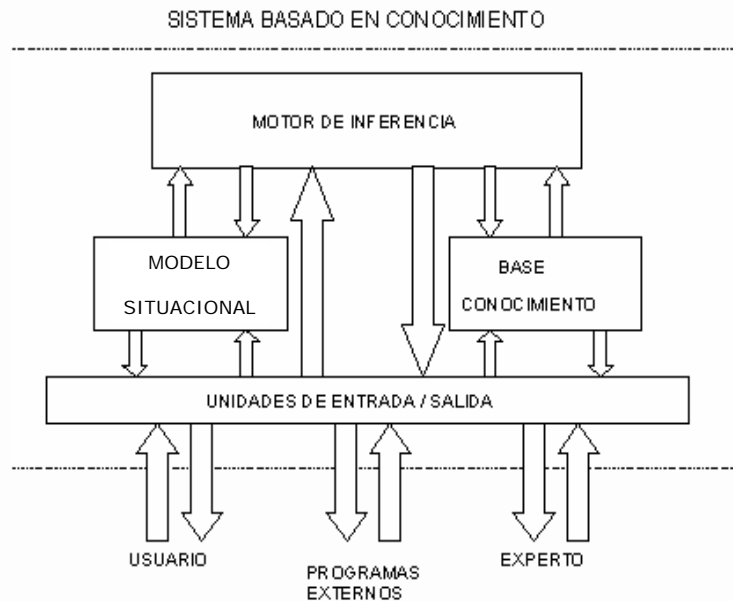 SISTEMA BASADO EN CONOCIMIENTO
MOTOR DE INFERENCIA
MODELO
SITUACIONAL
BASE
CONOCIMIENTO
UNIDADES DE ENTRADA / SALIDA
USUARIO
PROGRAMAS
EXTERNOS
EXPERTO